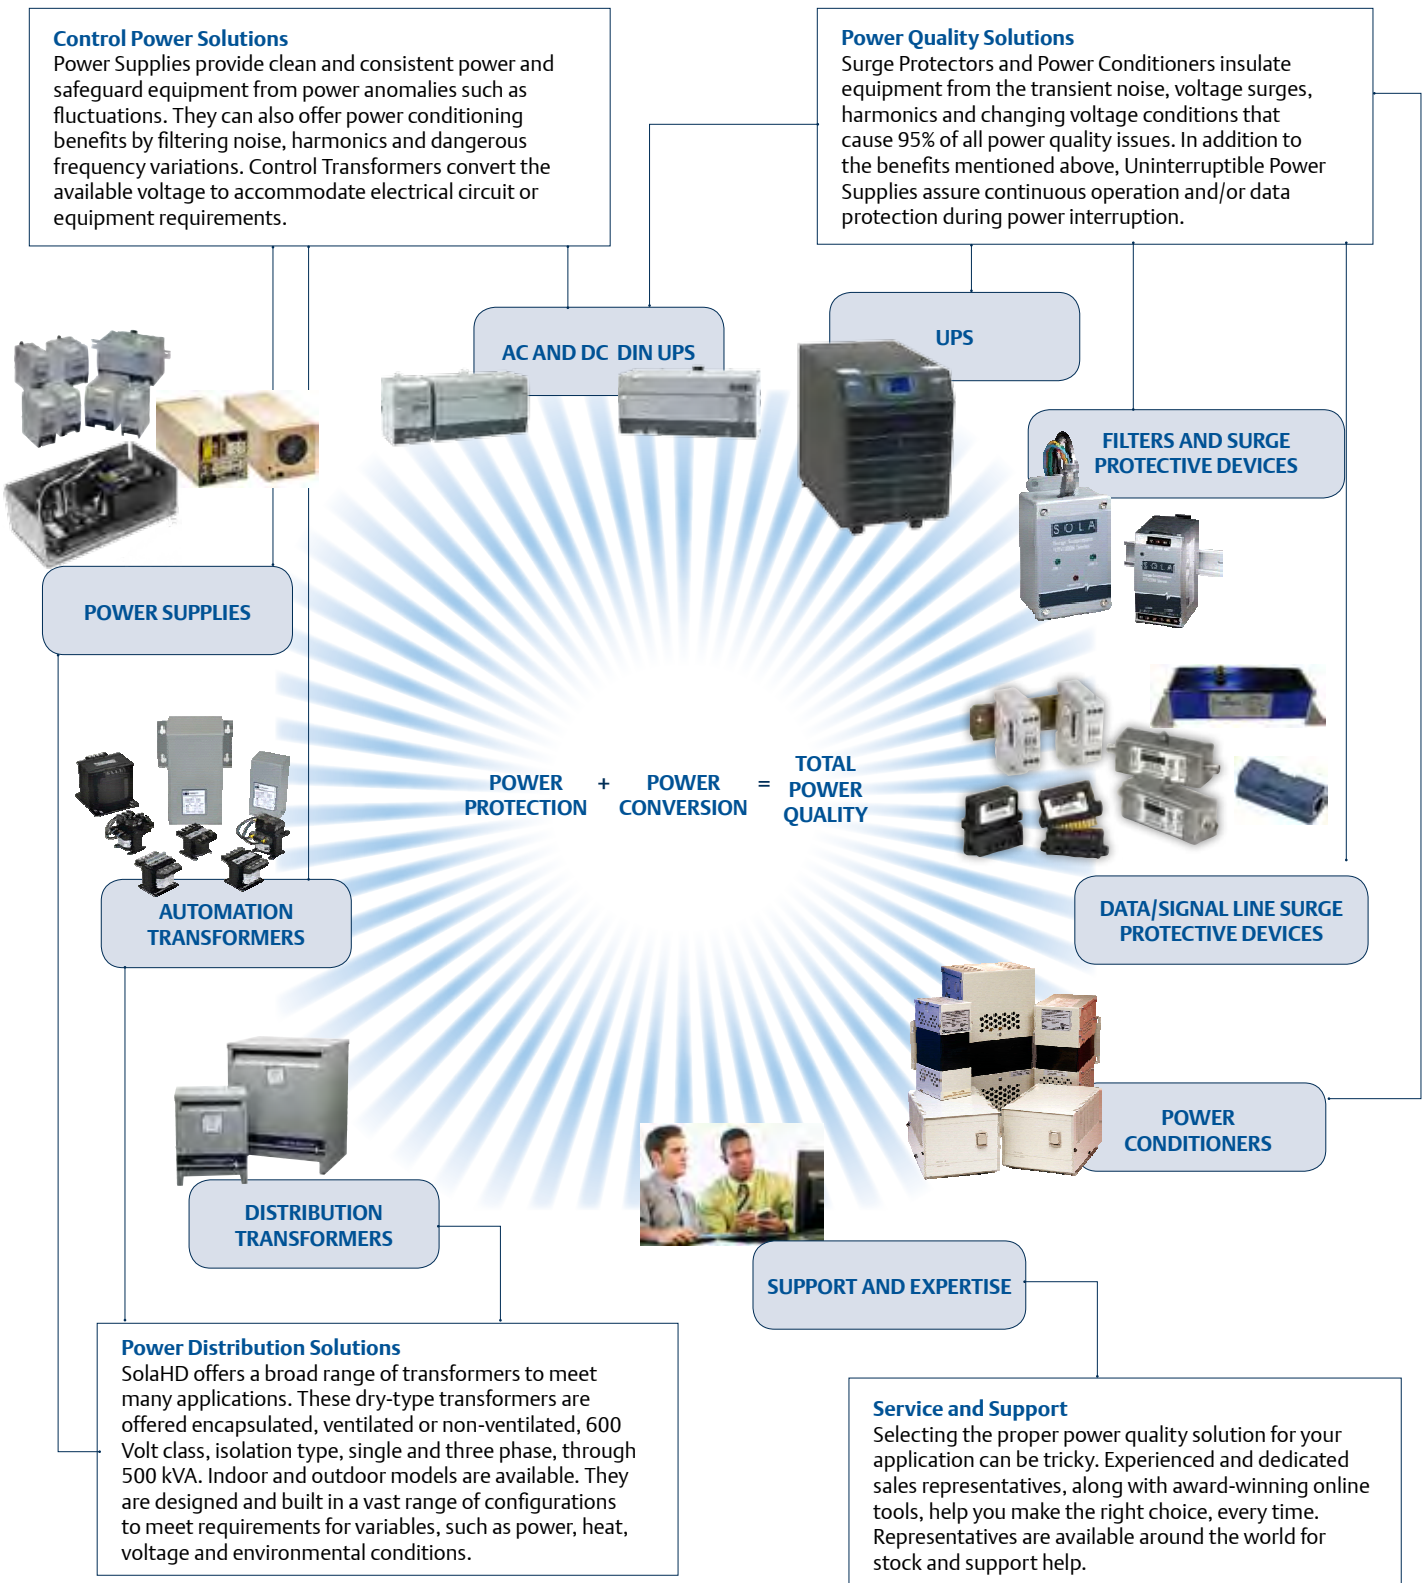 Control Power Solutions
Power Supplies provide clean and consistent power and
safeguard equipment from power anomalies such as
fluctuations. They can also offer power conditioning
benefits by filtering noise, harmonics and dangerous
frequency variations. Control Transformers convert the
available voltage to accommodate electrical circuit or
equipment requirements.
Power Quality Solutions
Surge Protectors and Power Conditioners insulate
equipment from the transient noise, voltage surges,
harmonics and changing voltage conditions that
cause 95% of all power quality issues. In addition to
the benefits mentioned above, Uninterruptible Power
Supplies assure continuous operation and/or data
protection during power interruption.
AC AND DC DIN UPS
UPS
FILTERS AND SURGE
PROTECTIVE DEVICES
SOLA
SOLA
POWER SUPPLIES
POWER
PROTECTION
+
POWER
CONVERSION
=
TOTAL
POWER
QUALITY
AUTOMATION
TRANSFORMERS
DATA/SIGNAL LINE SURGE
PROTECTIVE DEVICES
POWER
CONDITIONERS
DISTRIBUTION
TRANSFORMERS
SUPPORT AND EXPERTISE
Power Distribution Solutions
SolaHD offers a broad range of transformers to meet
many applications. These dry-type transformers are
offered encapsulated, ventilated or non-ventilated, 600
Volt class, isolation type, single and three phase, through
500 kVA. Indoor and outdoor models are available. They
are designed and built in a vast range of configurations
to meet requirements for variables, such as power, heat,
voltage and environmental conditions.
Service and Support
Selecting the proper power quality solution for your
application can be tricky. Experienced and dedicated
sales representatives, along with award-winning online
tools, help you make the right choice, every time.
Representatives are available around the world for
stock and support help.